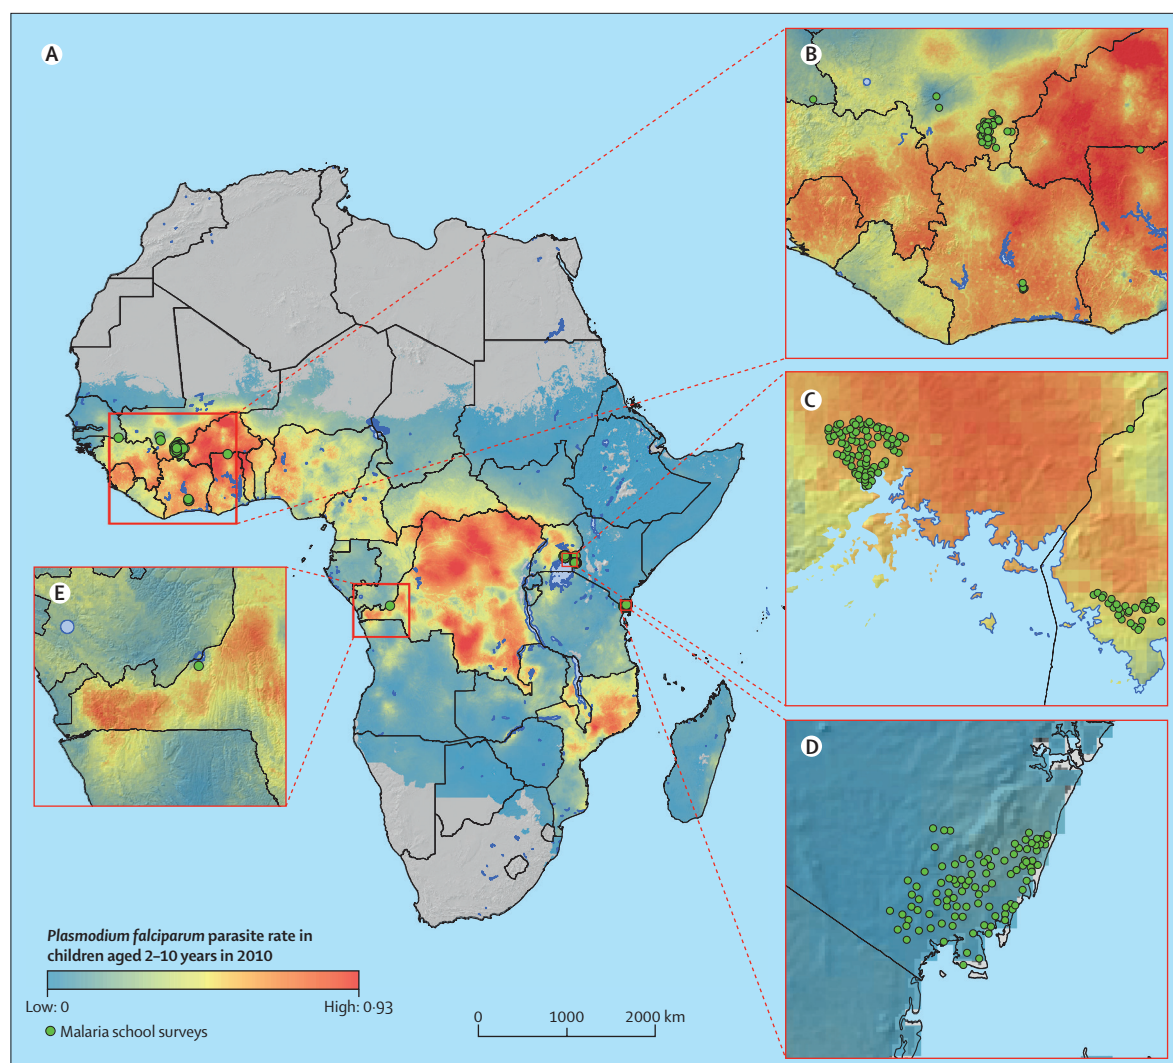 A
B
C
E
D
Plasmodium falciparum parasite rate in
children aged 2–10 years in 2010
Low: 0
High: 0·93
Malaria school surveys
0
1000
2000 km